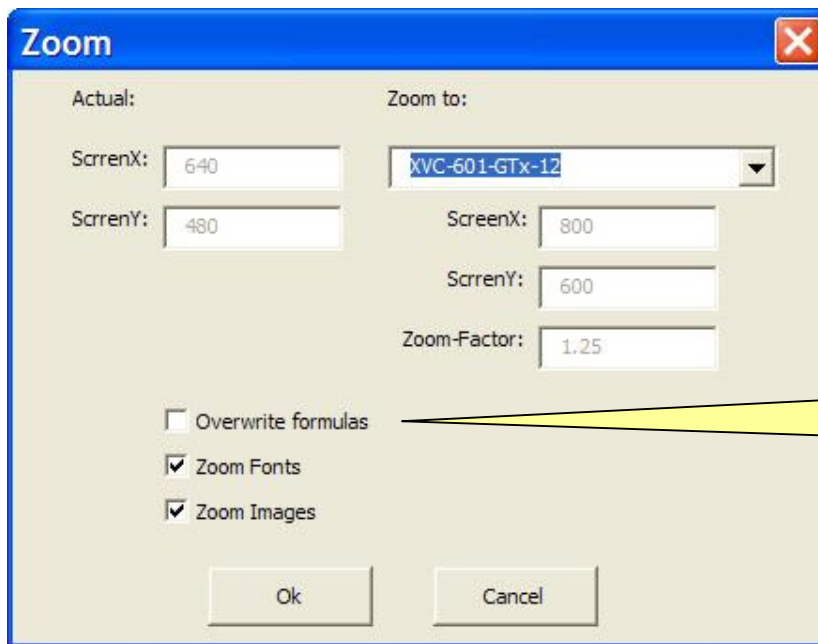 Zoom
Actual:
Zoom to:
ScrrenX: 640
XVC-601-GTx-12
ScrrenY: 480
ScreenX: 800
ScrrenY: 600
Zoom-Factor: 1.25
Overwrite formulas
Zoom Fonts
Zoom Images
Ok
Cancel